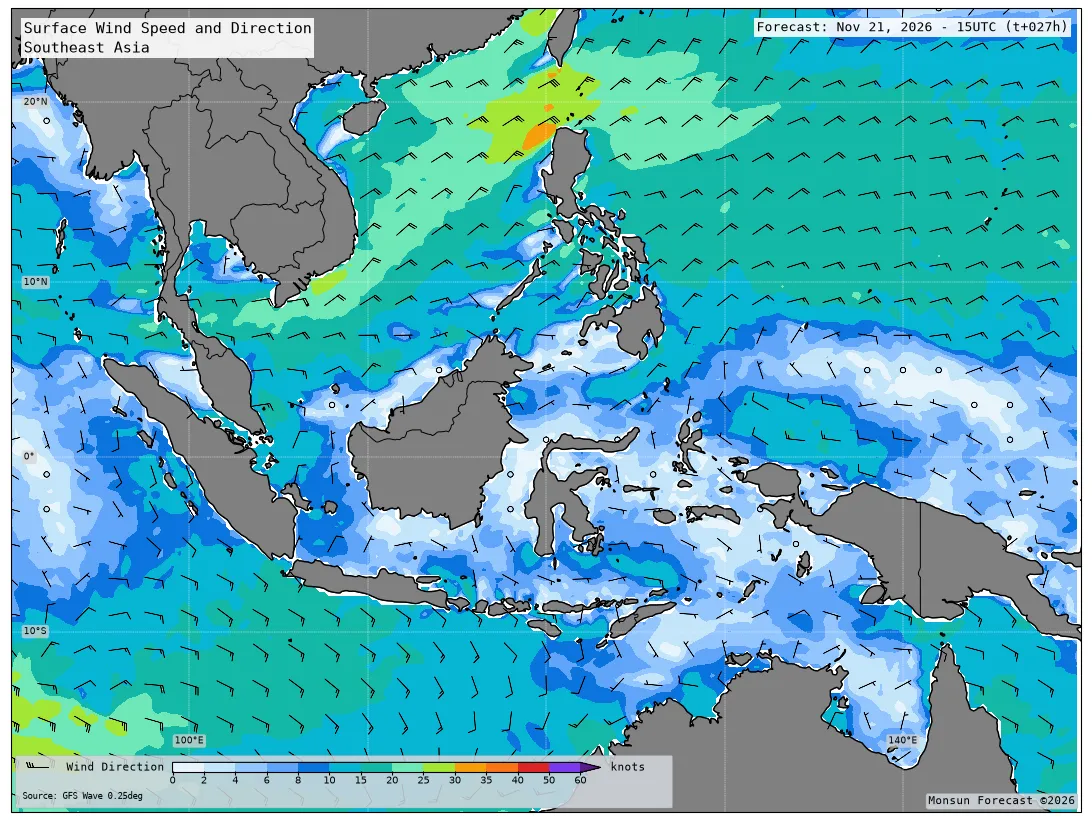 Surface Wind Speed and Direction
Southeast Asia
Forecast: Nov 21, 2026 - 15UTC (t+027h)
20°N
10°N
0°
10°S
100°E
140°E
Wind Direction
0 2 4 6 8 10 15 20 25 30 35 40 50 60
knots
Source: GFS Wave 0.25deg
Monsun Forecast ©2026